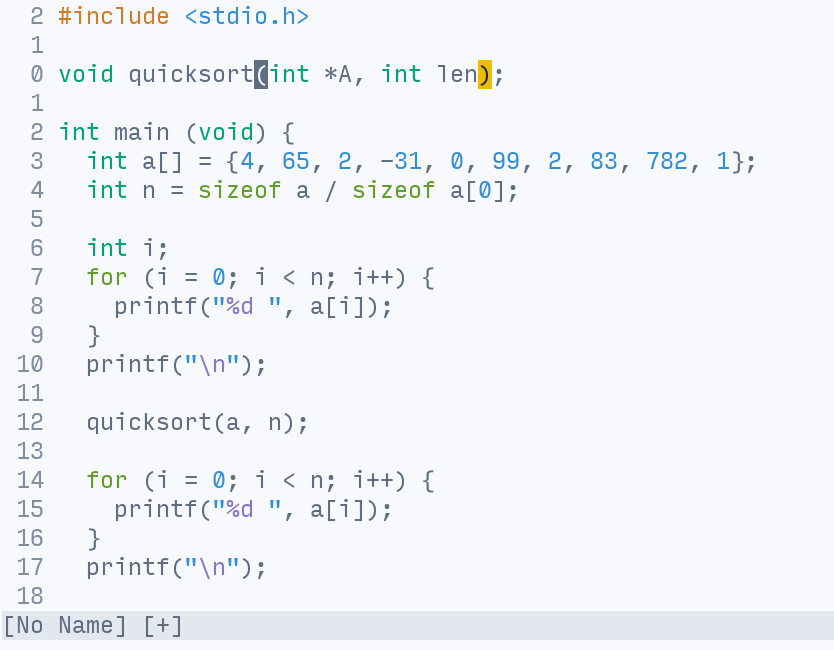 2 #include <stdio.h>
1
0 void quicksort(int *A, int len);
1
2 int main (void) {
3   int a[] = {4, 65, 2, -31, 0, 99, 2, 83, 782, 1};
4   int n = sizeof a / sizeof a[0];
5
6   int i;
7   for (i = 0; i < n; i++) {
8     printf("%d ", a[i]);
9   }
10   printf("\n");
11
12   quicksort(a, n);
13
14   for (i = 0; i < n; i++) {
15     printf("%d ", a[i]);
16   }
17   printf("\n");
18
[No Name] [+]